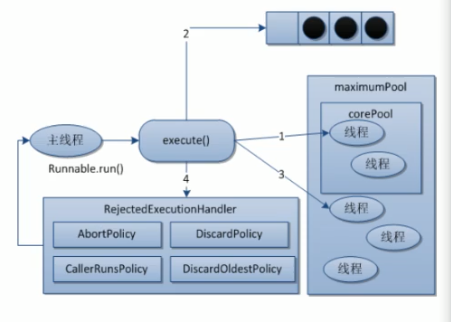 2
maximumPool
corePool
线程
线程
主线程
execute()
1
3
Runnable.run()
4
线程
线程
线程
RejectedExecutionHandler
AbortPolicy
DiscardPolicy
CallerRunsPolicy
DiscardOldestPolicy